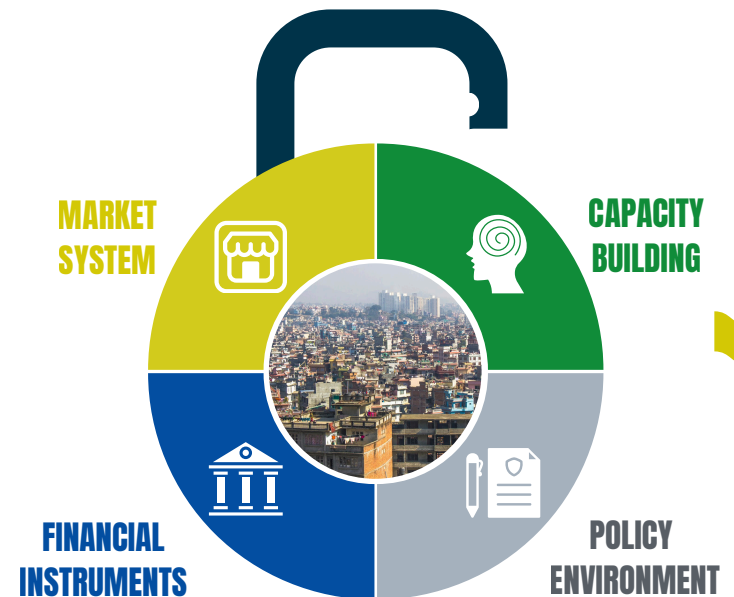 MARKET
SYSTEM
CAPACITY
BUILDING
FINANCIAL
INSTRUMENTS
POLICY
ENVIRONMENT